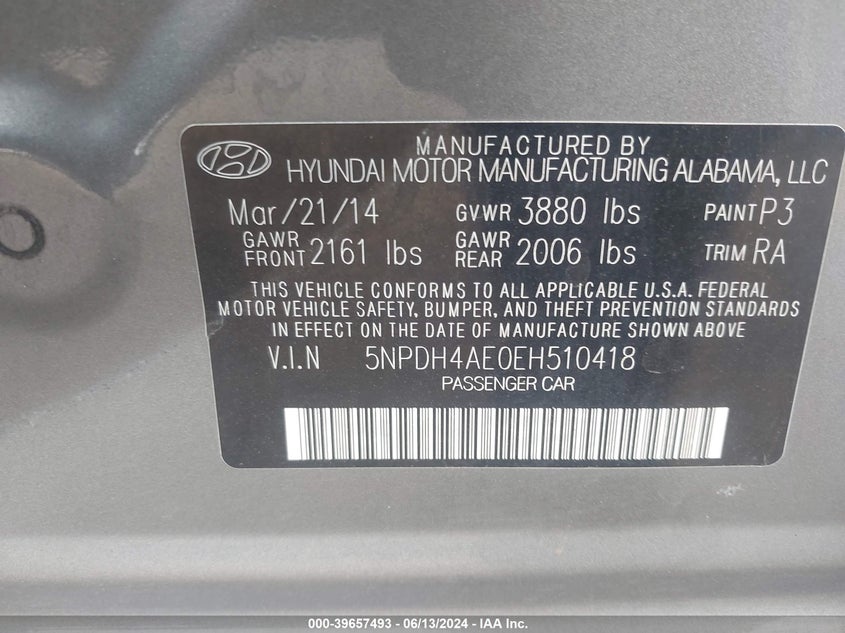 MANUFACTURED BY
HYUNDAI MOTOR MANUFACTURING ALABAMA, LLC
Mar/21/14 GVWR 3880 lbs PAINT P3
GAWR FRONT 2161 lbs GAWR REAR 2006 lbs TRIM RA
THIS VEHICLE CONFORMS TO ALL APPLICABLE U.S.A. FEDERAL
MOTOR VEHICLE SAFETY, BUMPER, AND THEFT PREVENTION STANDARDS
IN EFFECT ON THE DATE OF MANUFACTURE SHOWN ABOVE
V.I.N 5NPDH4AE0EH510418
PASSENGER CAR
000-39657493 - 06/13/2024 - IAA Inc.